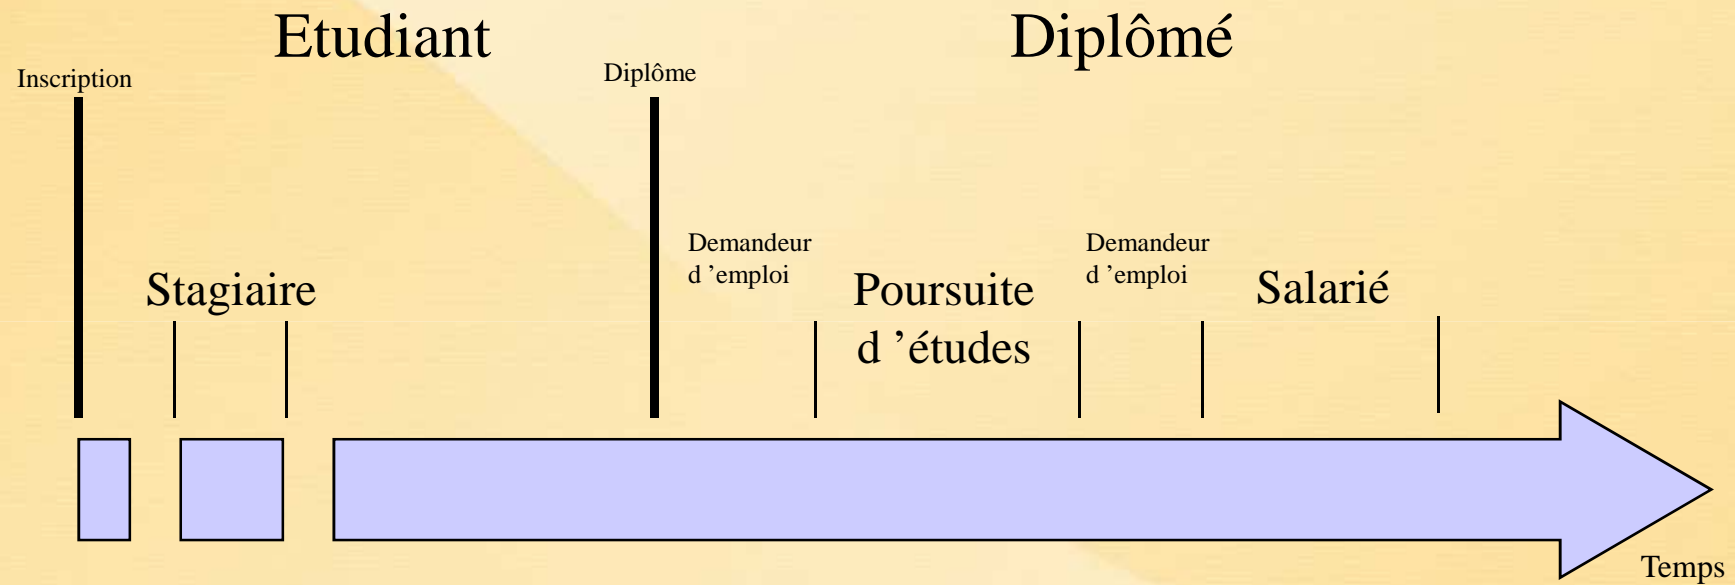 Etudiant
Diplômé
Inscription
Diplôme
Stagiaire
Demandeur
d ’emploi
Poursuite
d ’études
Demandeur
d ’emploi
Salarié
Temps